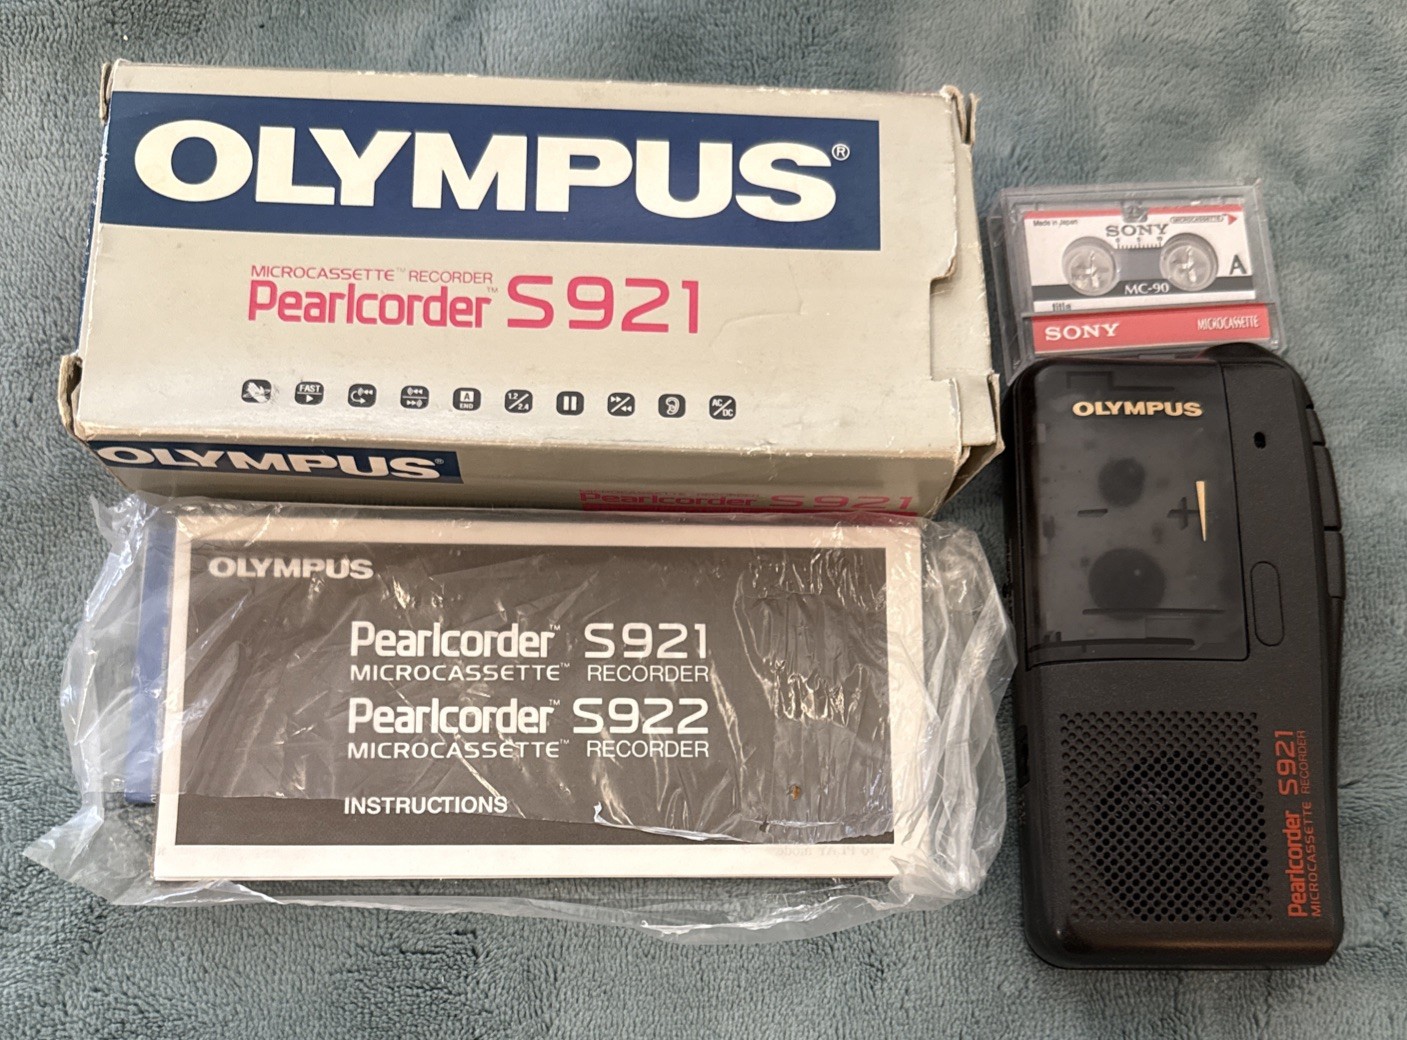 OLYMPUS®
MICROCASSETTE™ RECORDER
Pearlcorder™ S921
FAST
A
END
1.2/2.4
AC/DC
OLYMPUS®
Pearlcorder S921
OLYMPUS
Pearlcorder™ S921
MICROCASSETTE™ RECORDER
Pearlcorder™ S922
MICROCASSETTE™ RECORDER
INSTRUCTIONS
Made in Japan
MICROCASSETTE
SONY
A
MC-90
title
SONY
MICROCASSETTE
OLYMPUS
- +
Pearlcorder S921
MICROCASSETTE RECORDER